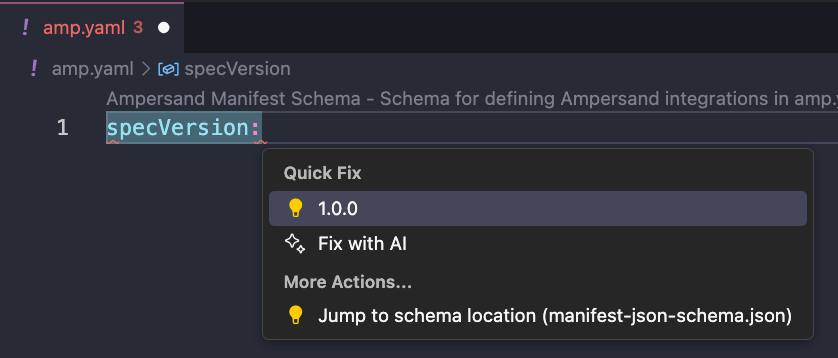 ! amp.yaml 3
! amp.yaml > specVersion
Ampersand Manifest Schema - Schema for defining Ampersand integrations in amp.y
1 specVersion:
Quick Fix
1.0.0
Fix with AI
More Actions...
Jump to schema location (manifest-json-schema.json)